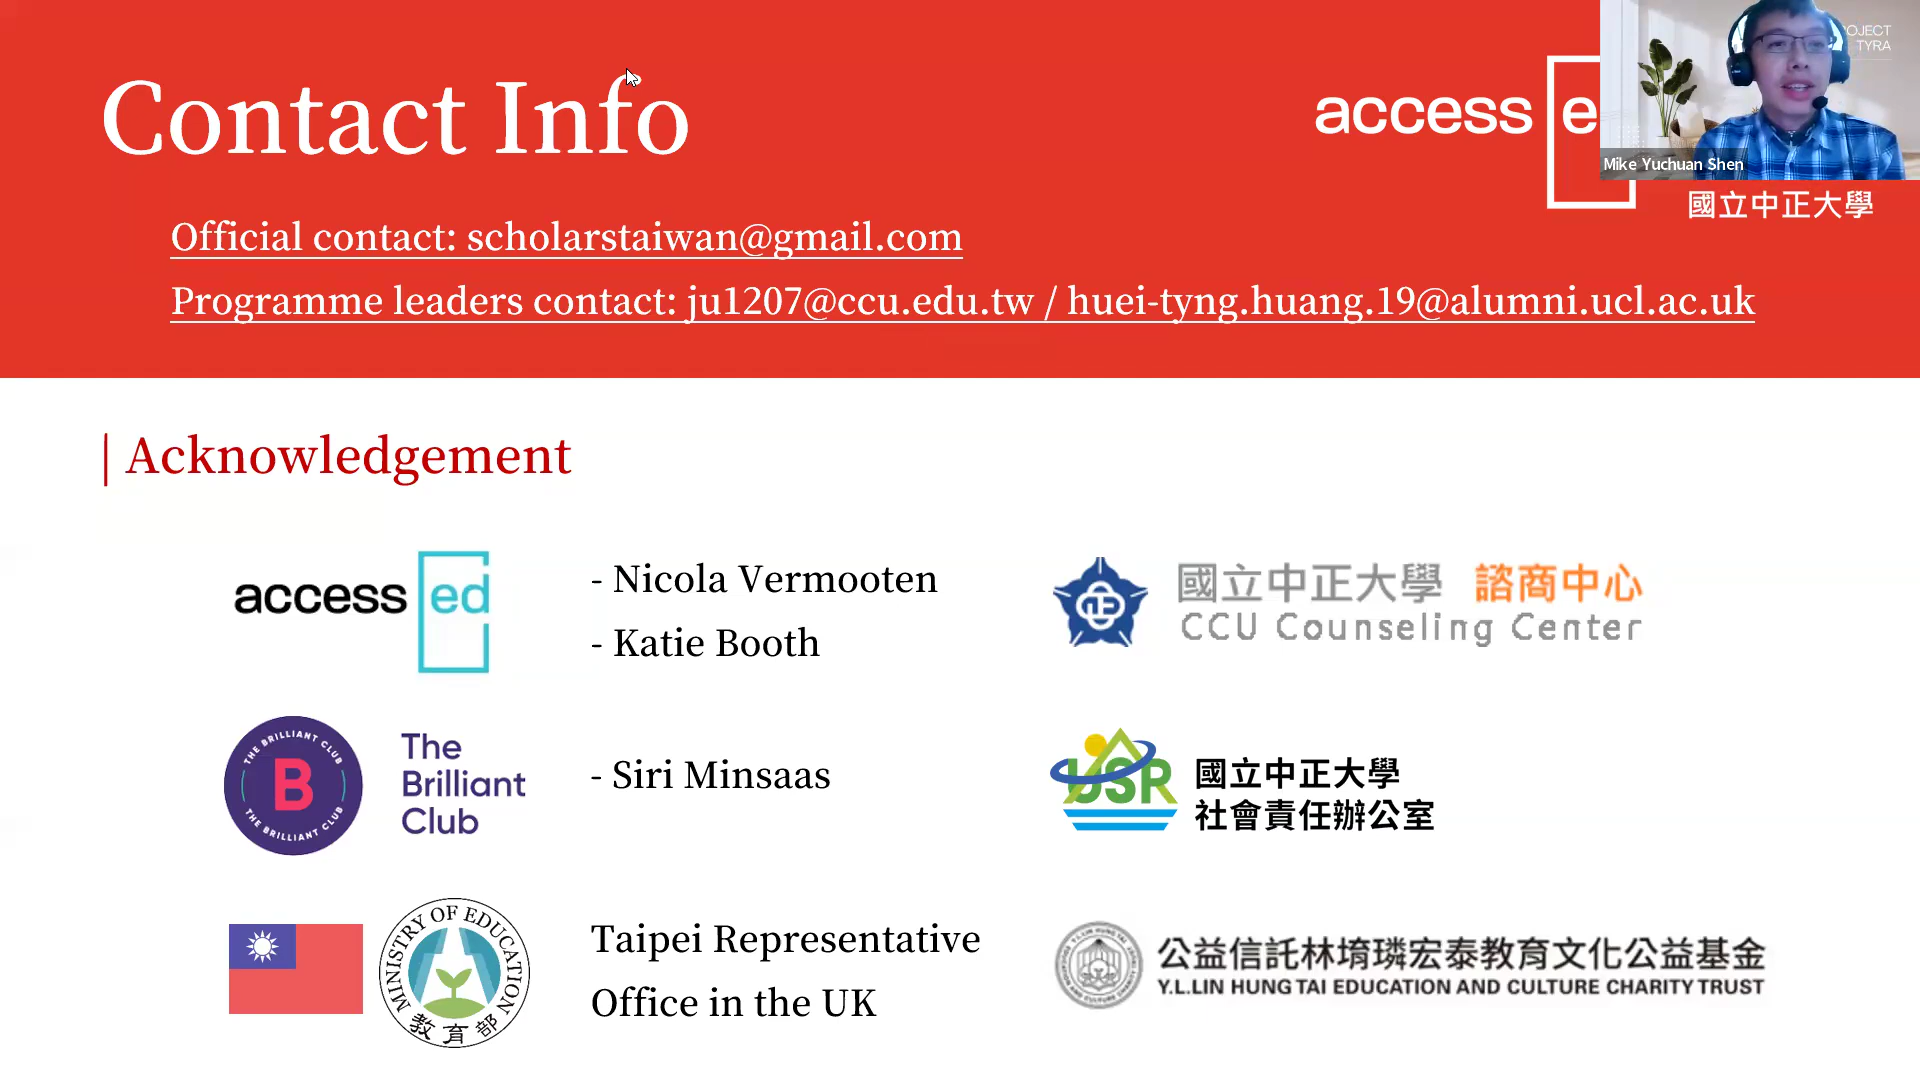 Contact Info
access e
OJECT
TYRA
Mike Yuchuan Shen
國立中正大學
Official contact: scholarstaiwan@gmail.com
Programme leaders contact: ju1207@ccu.edu.tw / huei-tyng.huang.19@alumni.ucl.ac.uk
| Acknowledgement
access ed
- Nicola Vermooten
- Katie Booth
國立中正大學 諮商中心
CCU Counseling Center
THE BRILLIANT CLUB
B
THE BRILLIANT CLUB
The
Brilliant
Club
- Siri Minsaas
USR
國立中正大學
社會責任辦公室
MINISTRY OF EDUCATION
教育部
Taipei Representative
Office in the UK
公益信託林堉璘宏泰教育文化公益基金
Y.L.LIN HUNG TAI EDUCATION AND CULTURE CHARITY TRUST